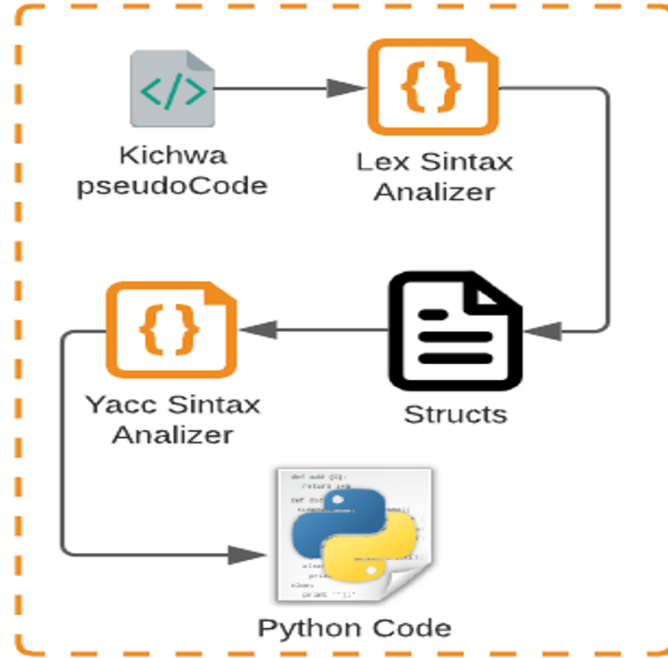 </>
Kichwa
pseudoCode
{}
Lex Sintax
Analizer
{}
Yacc Sintax
Analizer
Structs
Python Code